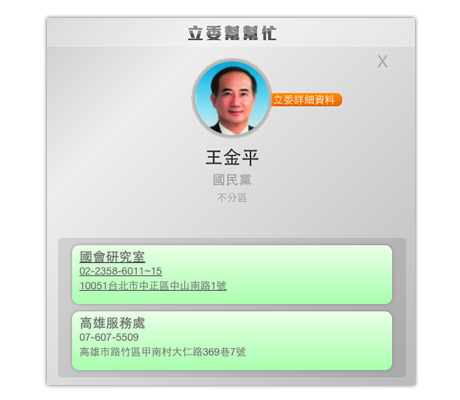 立委幫幫忙
X
立委詳細資料
王金平
國民黨
不分區
國會研究室
02-2358-6011~15
10051台北市中正區中山南路1號
高雄服務處
07-607-5509
高雄市路竹區甲南村大仁路369巷7號